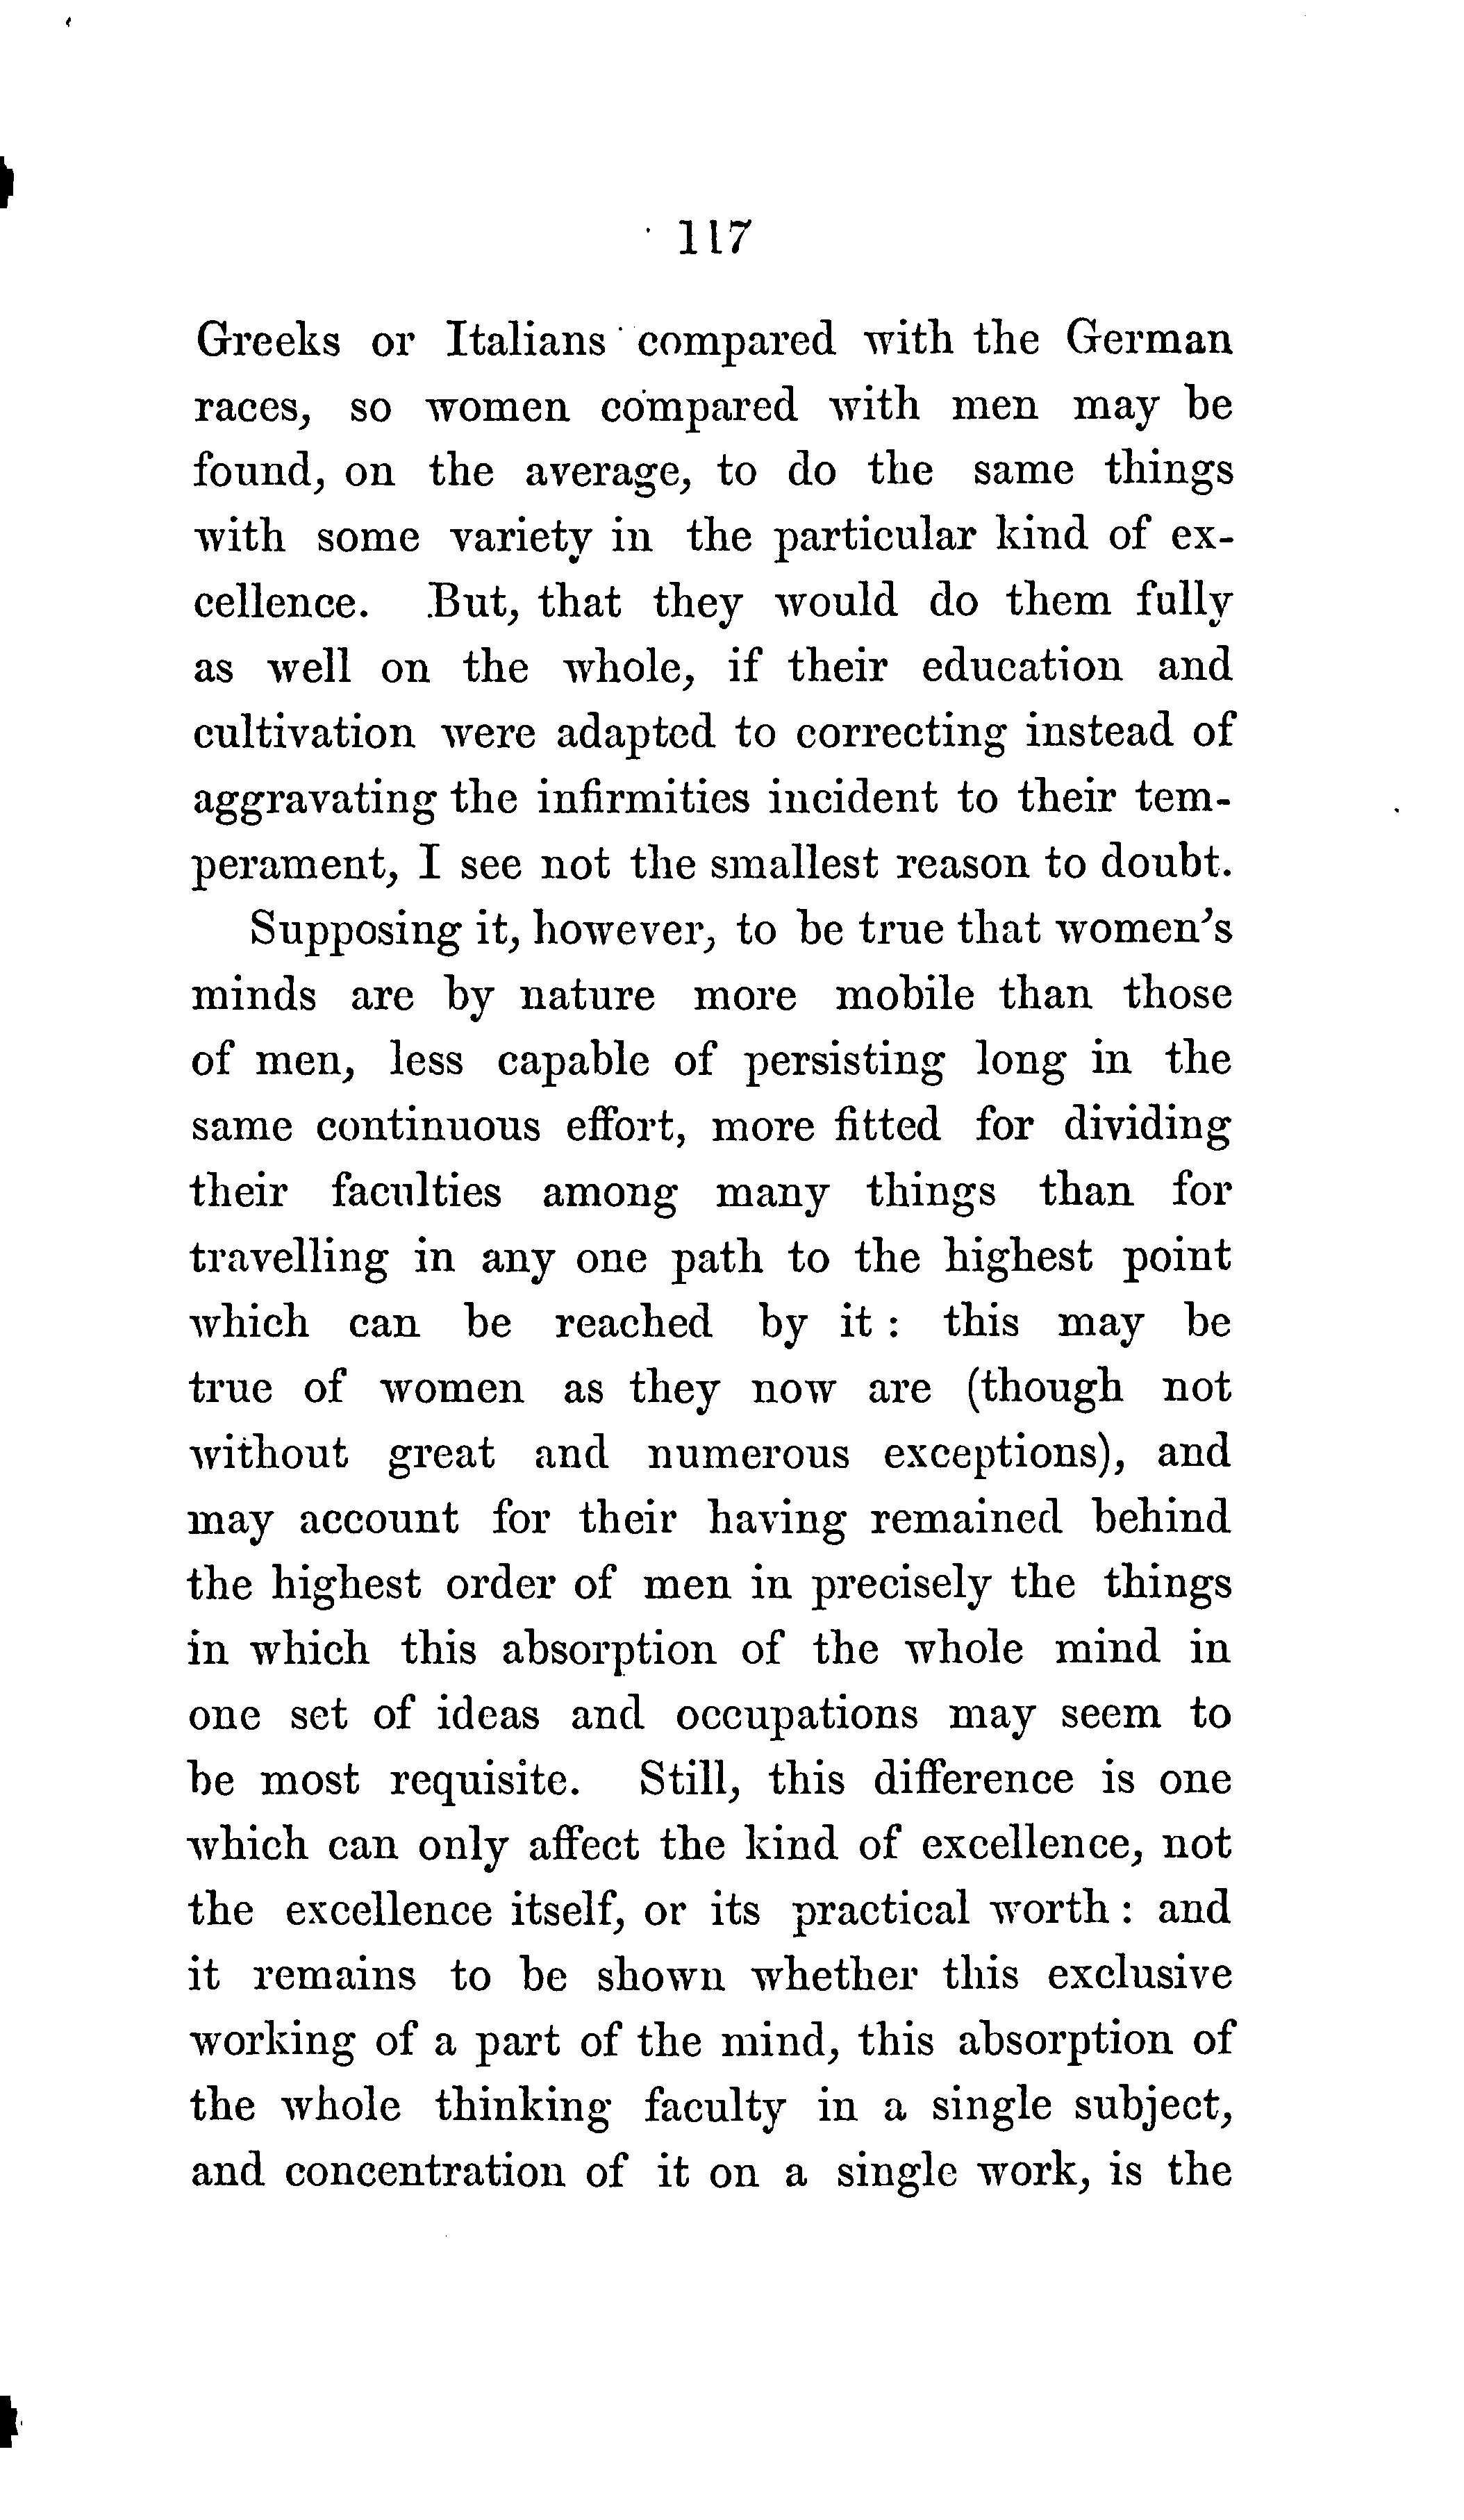 117
Greeks or Italians compared with the German
races, so women compared with men may be
found, on the average, to do the same things
with some variety in the particular kind of ex-
cellence. But, that they would do them fully
as well on the whole, if their education and
cultivation were adapted to correcting instead of
aggravating the infirmities incident to their tem-
perament, I see not the smallest reason to doubt.
Supposing it, however, to be true that women's
minds are by nature more mobile than those
of men, less capable of persisting long in the
same continuous effort, more fitted for dividing
their faculties among many things than for
travelling in any one path to the highest point
which can be reached by it : this may be
true of women as they now are (though not
without great and numerous exceptions), and
may account for their having remained behind
the highest order of men in precisely the things
in which this absorption of the whole mind in
one set of ideas and occupations may seem to
be most requisite. Still, this difference is one
which can only affect the kind of excellence, not
the excellence itself, or its practical worth : and
it remains to be shown whether this exclusive
working of a part of the mind, this absorption of
the whole thinking faculty in a single subject,
and concentration of it on a single work, is the